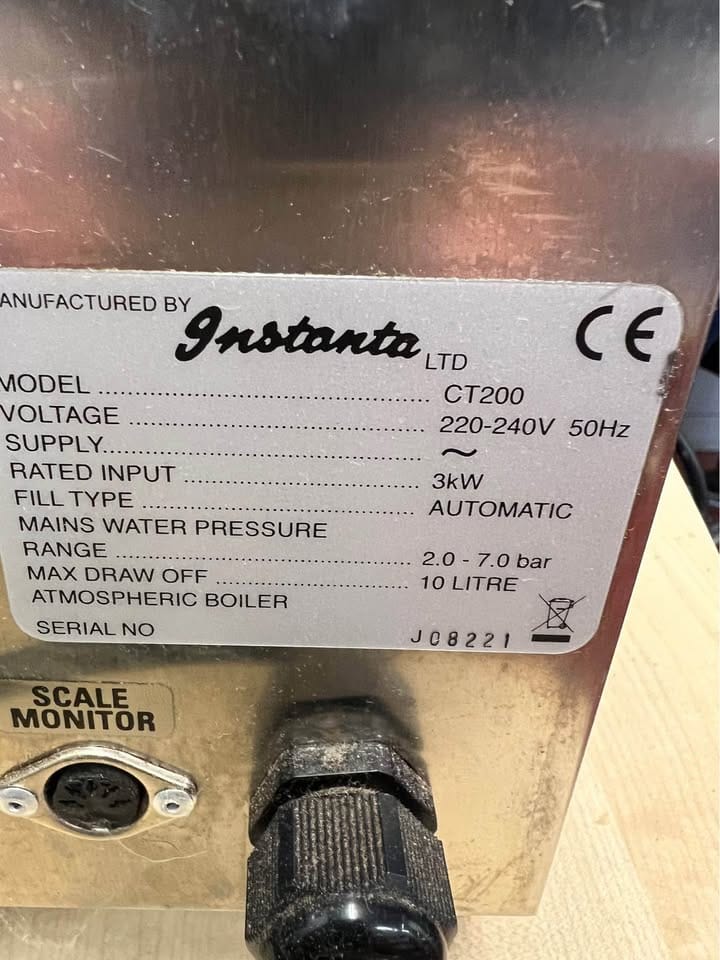 ANUFACTURED BY Instanta LTD CE
MODEL CT200
VOLTAGE 220-240V 50Hz
SUPPLY ~
RATED INPUT 3kW
FILL TYPE AUTOMATIC
MAINS WATER PRESSURE
RANGE 2.0 - 7.0 bar
MAX DRAW OFF 10 LITRE
ATMOSPHERIC BOILER
SERIAL NO J08221
SCALE
MONITOR